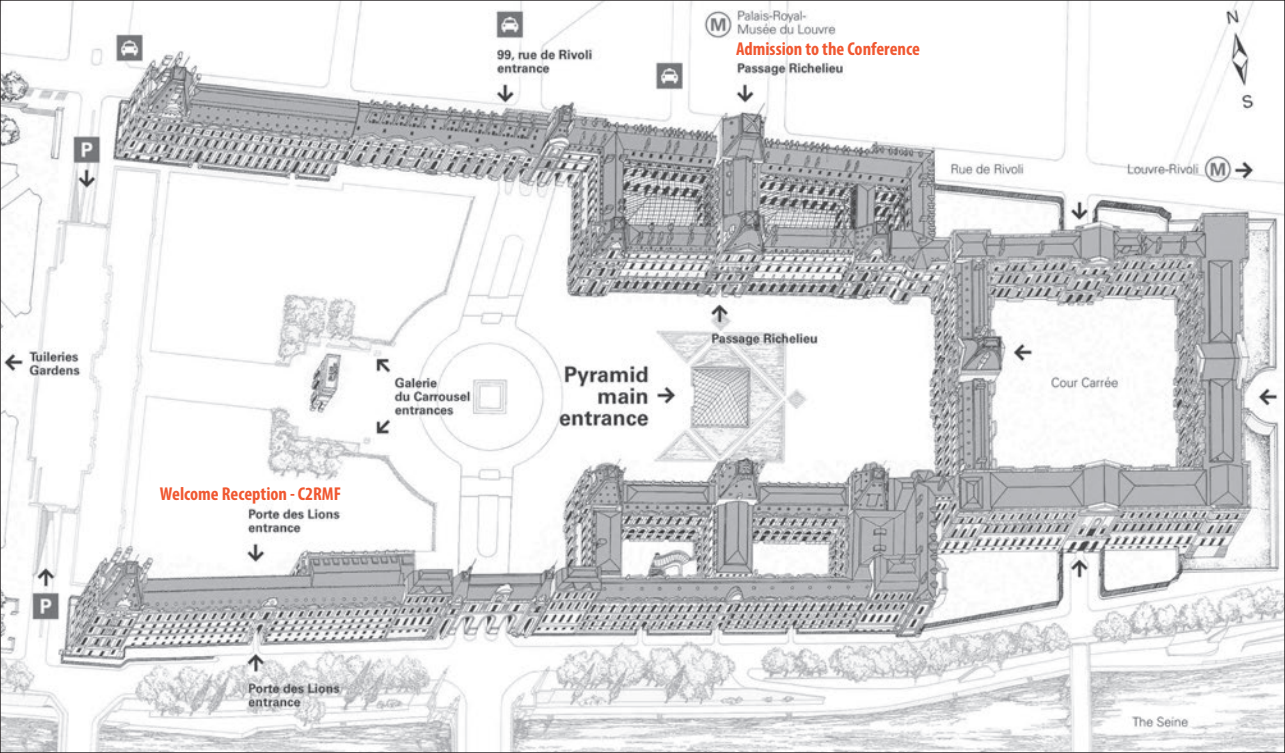 Palais-Royal-
Musée du Louvre
M
Admission to the Conference
Passage Richelieu
99, rue de Rivoli
entrance
N
S
P
Rue de Rivoli
Louvre-Rivoli M
Passage Richelieu
Tuileries
Gardens
Galerie
du Carrousel
entrances
Pyramid
main
entrance
Cour Carrée
Welcome Reception - C2RMF
Porte des Lions
entrance
P
Porte des Lions
entrance
The Seine